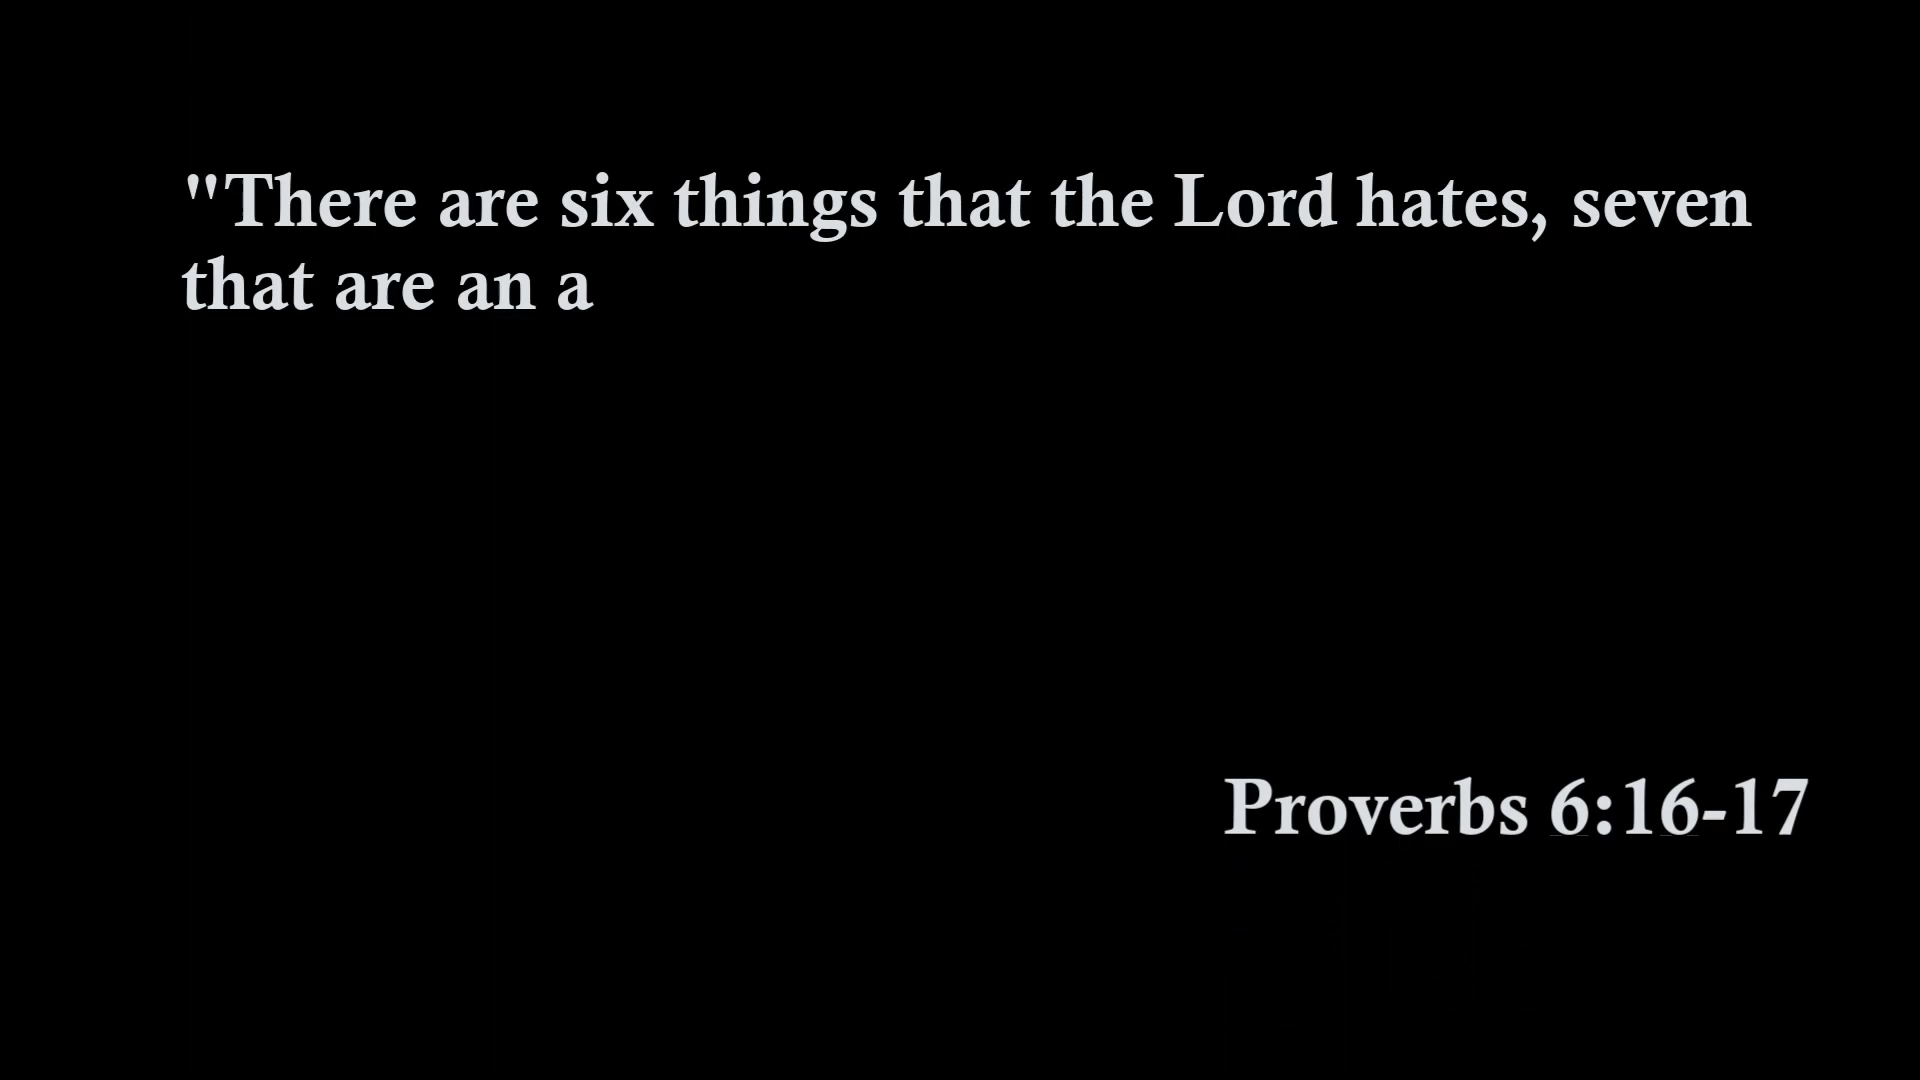 "There are six things that the Lord hates, seven
that are an a
Proverbs 6:16-17